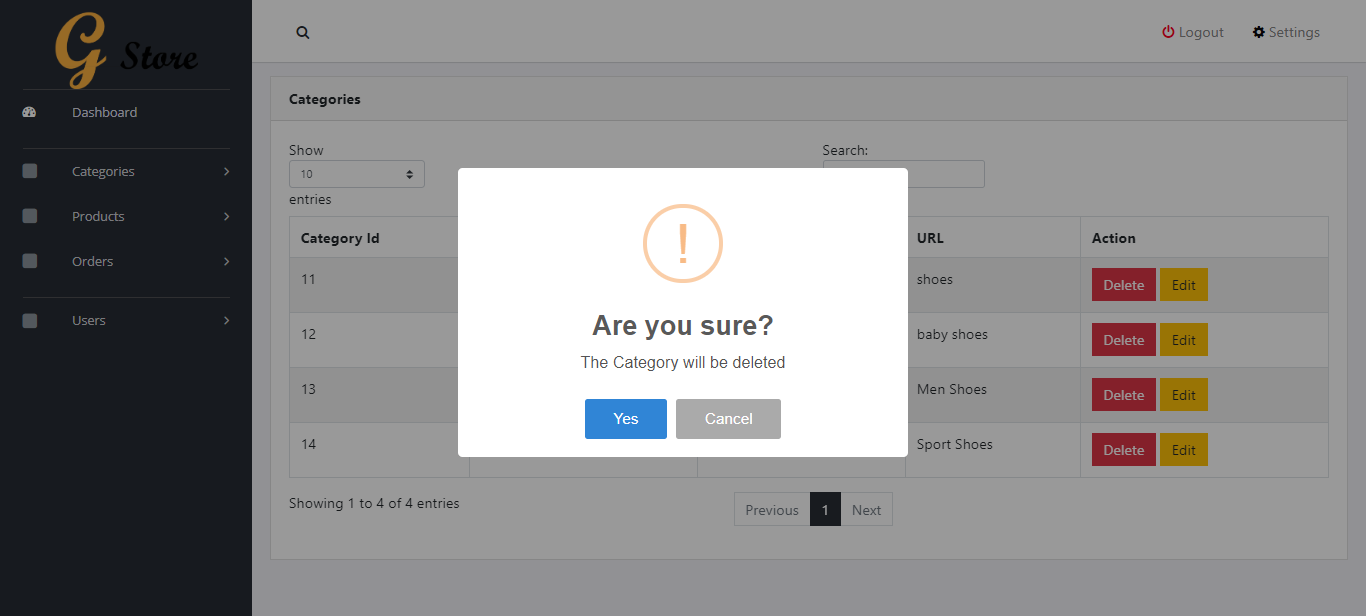 G Store
Logout Settings
Dashboard
Categories
Products
Orders
Users
Categories
Show
10
entries
Search:
Category Id URL Action
11 shoes Delete Edit
12 baby shoes Delete Edit
13 Men Shoes Delete Edit
14 Sport Shoes Delete Edit
Showing 1 to 4 of 4 entries
Previous 1 Next
!
Are you sure?
The Category will be deleted
Yes Cancel